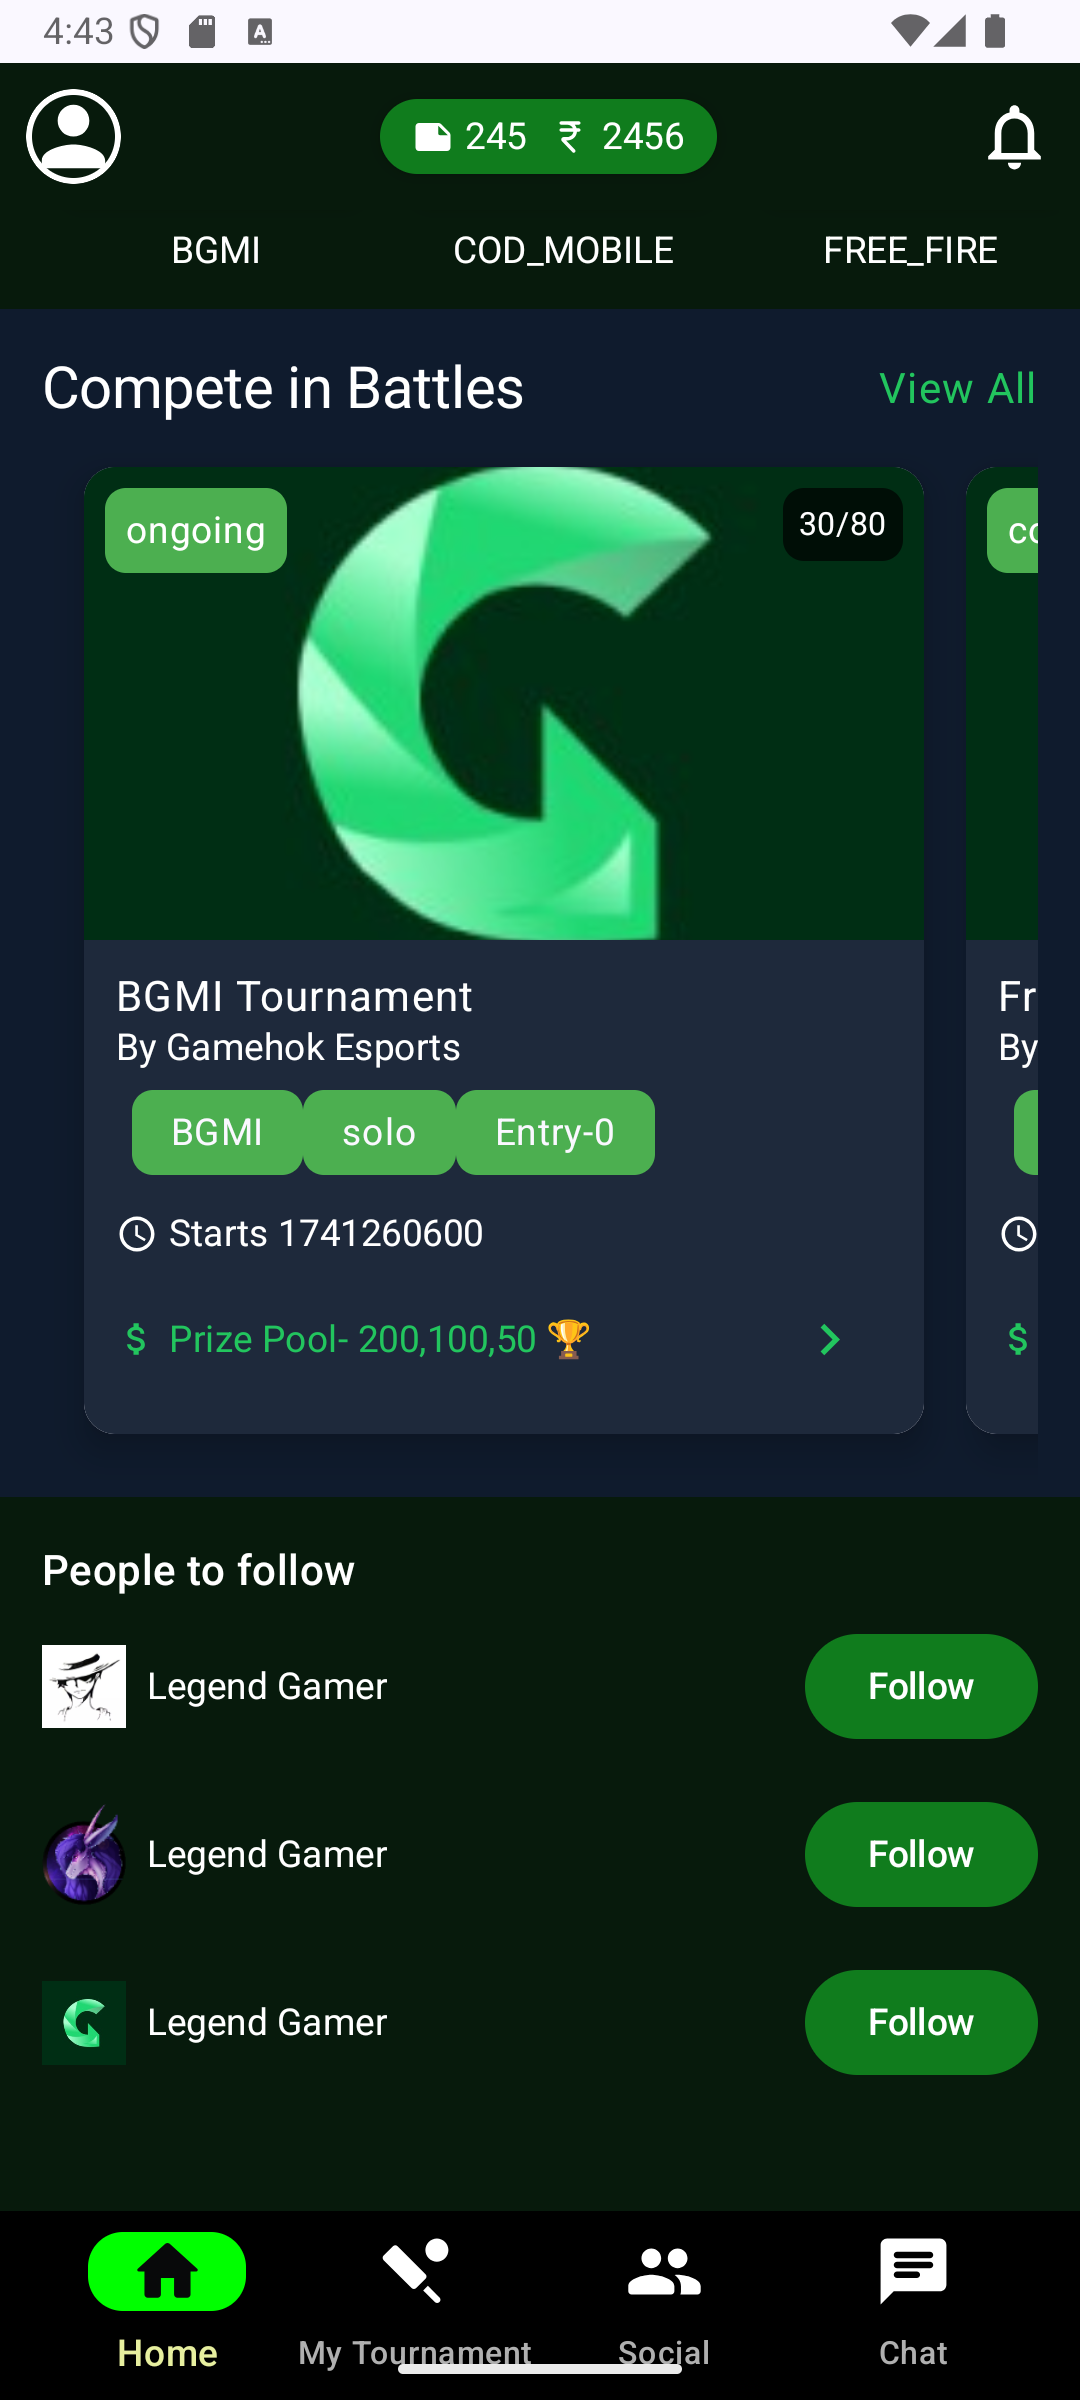 4:43
245 ₹ 2456
BGMI COD_MOBILE FREE_FIRE
Compete in Battles View All
ongoing 30/80 co
BGMI Tournament Fr
By Gamehok Esports By
BGMI solo Entry-0
Starts 1741260600
$ Prize Pool- 200,100,50 🏆 $
People to follow
Legend Gamer Follow
Legend Gamer Follow
Legend Gamer Follow
Home My Tournament Social Chat